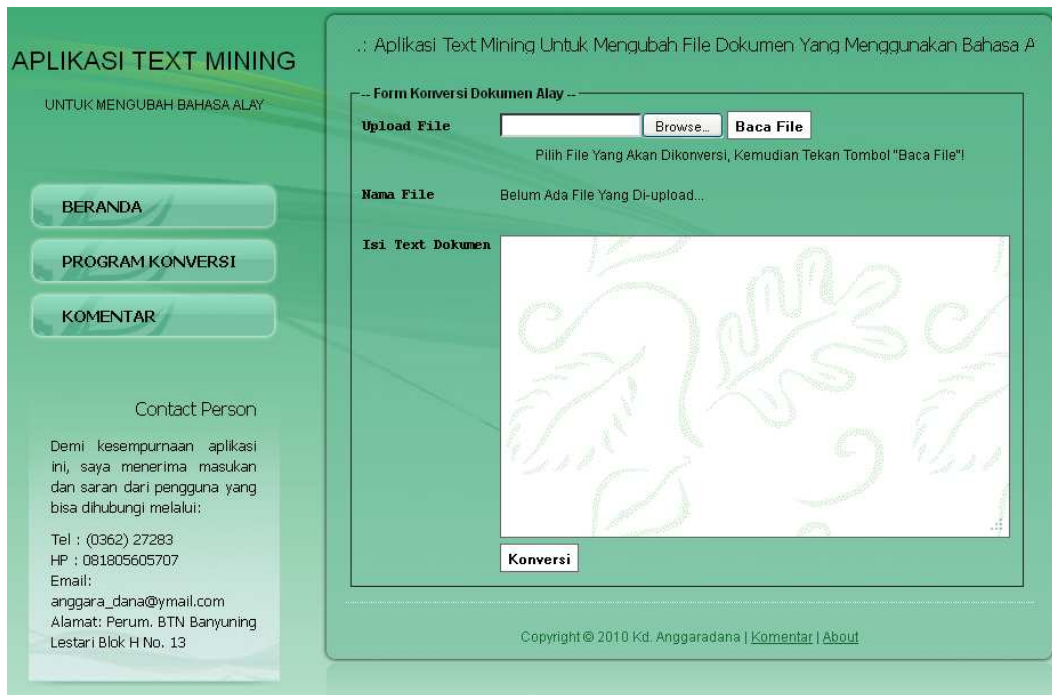 APLIKASI TEXT MINING
UNTUK MENGUBAH BAHASA ALAY
BERANDA
PROGRAM KONVERSI
KOMENTAR
Contact Person
Demi kesempurnaan aplikasi
ini, saya menerima masukan
dan saran dari pengguna yang
bisa dihubungi melalui:
Tel : (0362) 27283
HP : 081805605707
Email:
anggara_dana@ymail.com
Alamat: Perum. BTN Banyuning
Lestari Blok H No. 13
.: Aplikasi Text Mining Untuk Mengubah File Dokumen Yang Menggunakan Bahasa A
-- Form Konversi Dokumen Alay --
Upload File Browse... Baca File
Pilih File Yang Akan Dikonversi, Kemudian Tekan Tombol "Baca File"!
Nama File Belum Ada File Yang Di-upload...
Isi Text Dokumen
Konversi
Copyright © 2010 Kd. Anggaradana | Komentar | About